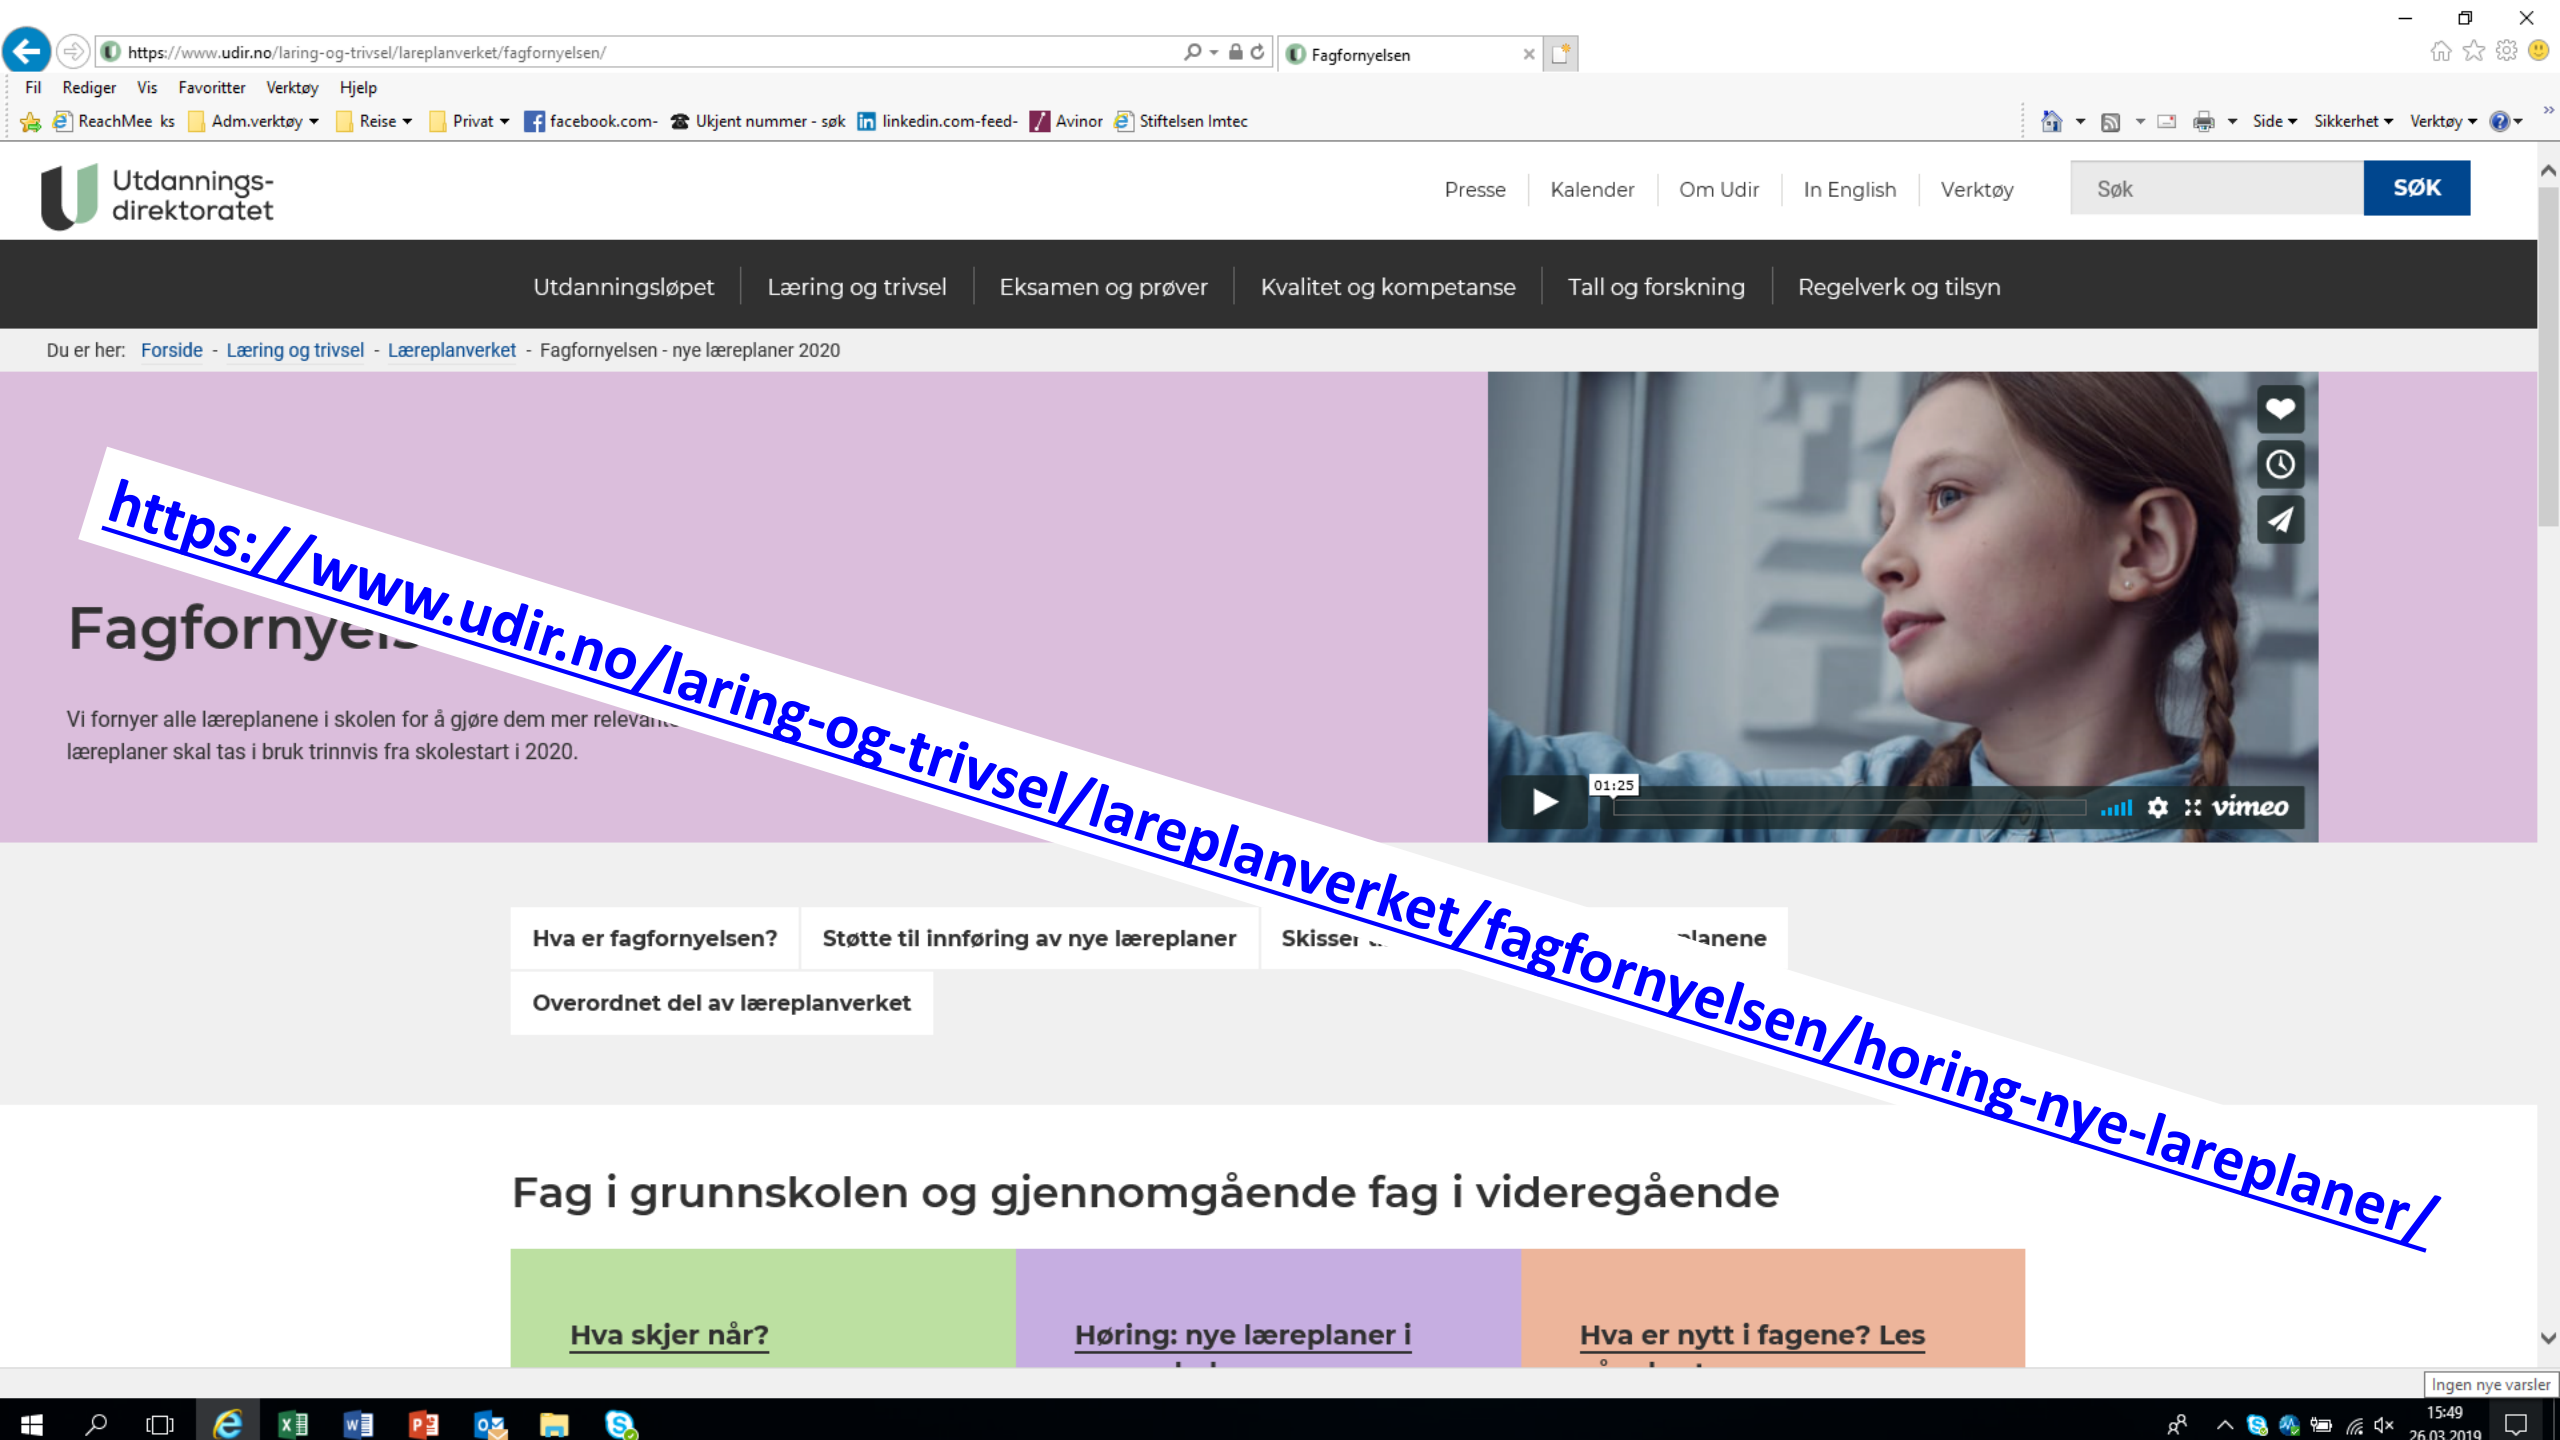 https://www.udir.no/laring-og-trivsel/lareplanverket/fagfornyelsen/
Fagfornyelsen
Fil Rediger Vis Favoritter Verktøy Hjelp
ReachMee ks Adm.verktøy Reise Privat facebook.com- Ukjent nummer - søk linkedin.com-feed- Avinor Stiftelsen Imtec
Side Sikkerhet Verktøy
Utdannings-
direktoratet
Presse Kalender Om Udir In English Verktøy Søk SØK
Utdanningsløpet Læring og trivsel Eksamen og prøver Kvalitet og kompetanse Tall og forskning Regelverk og tilsyn
Du er her: Forside - Læring og trivsel - Læreplanverket - Fagfornyelsen - nye læreplaner 2020
https://www.udir.no/laring-og-trivsel/lareplanverket/fagfornyelsen/horing-nye-lareplaner/
Vi fornyer alle læreplanene i skolen for å gjøre dem mer
læreplaner skal tas i bruk trinnvis fra skolestart i 2020.
01:25
vimeo
Hva er fagfornyelsen? Støtte til innføring av nye læreplaner
Overordnet del av læreplanverket
Fag i grunnskolen og gjennomgående fag i videregående
Hva skjer når?
Høring: nye læreplaner i
Hva er nytt i fagene? Les
Ingen nye varsler
15:49
26.03.2019